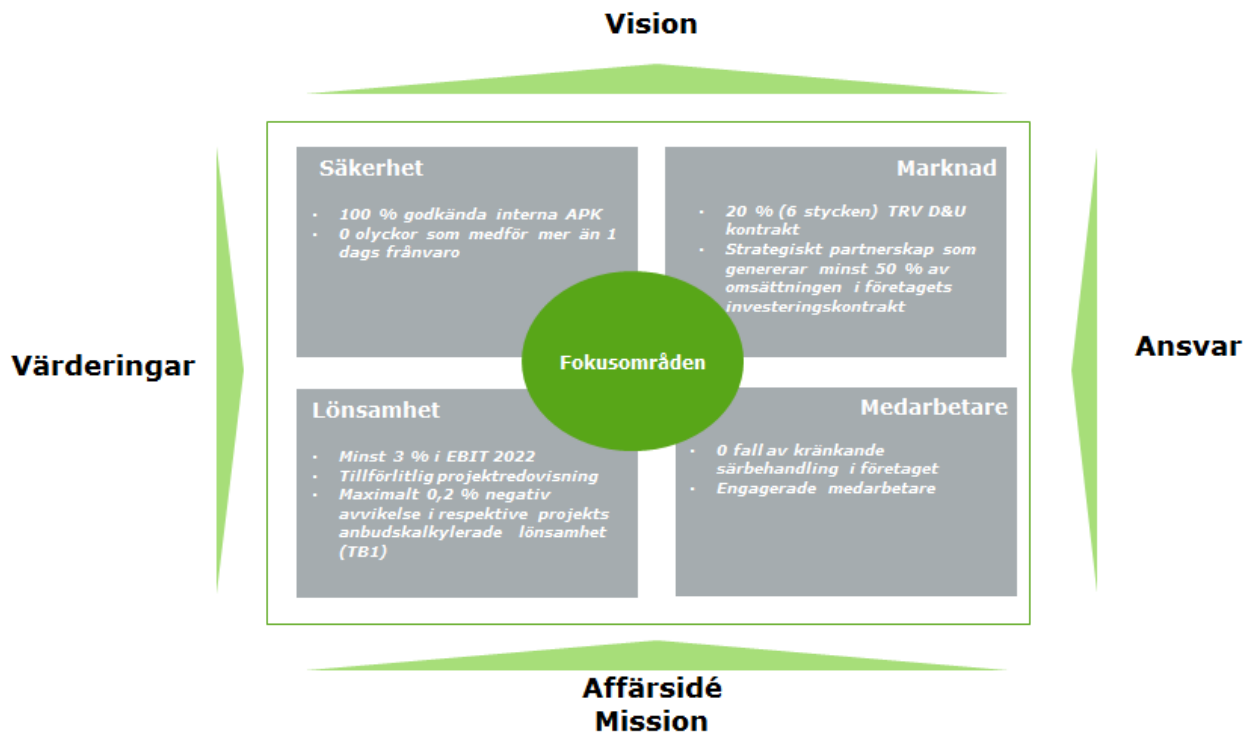 Vision
Säkerhet
• 100 % godkända interna APK
• 0 olyckor som medför mer än 1
dags frånvaro
Marknad
• 20 % (6 stycken) TRV D&U
kontrakt
• Strategiskt partnerskap som
genererar minst 50 % av
omsättningen i företagets
investeringskontrakt
Värderingar
Fokusområden
Ansvar
Lönsamhet
• Minst 3 % i EBIT 2022
• Tillförlitlig projektredovisning
• Maximalt 0,2 % negativ
avvikelse i respektive projekts
anbudskalkylerade lönsamhet
(TB1)
Medarbetare
• 0 fall av kränkande
särbehandling i företaget
• Engagerade medarbetare
Affärsidé
Mission